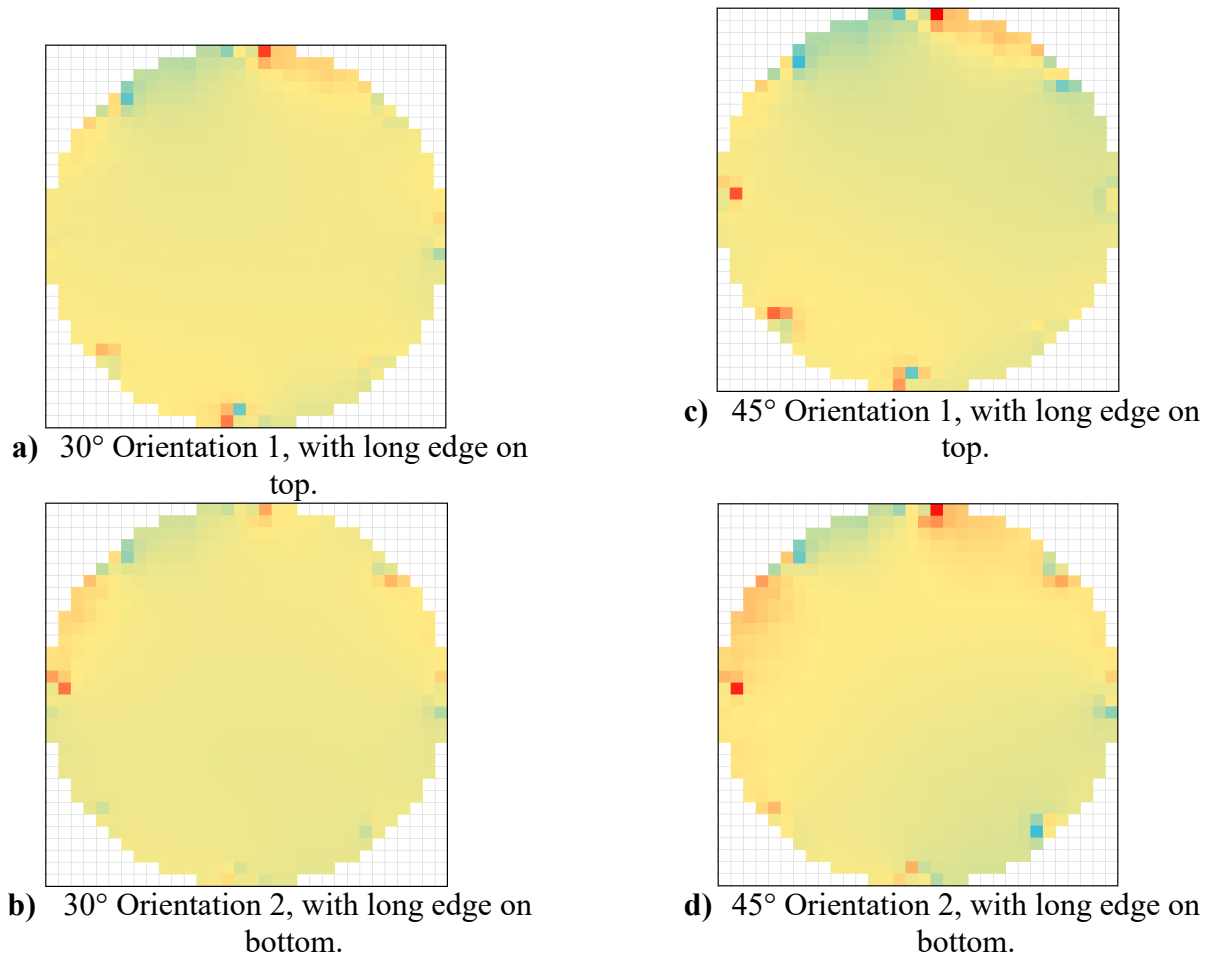 a) 30° Orientation 1, with long edge on
top.
c) 45° Orientation 1, with long edge on
top.
b) 30° Orientation 2, with long edge on
bottom.
d) 45° Orientation 2, with long edge on
bottom.